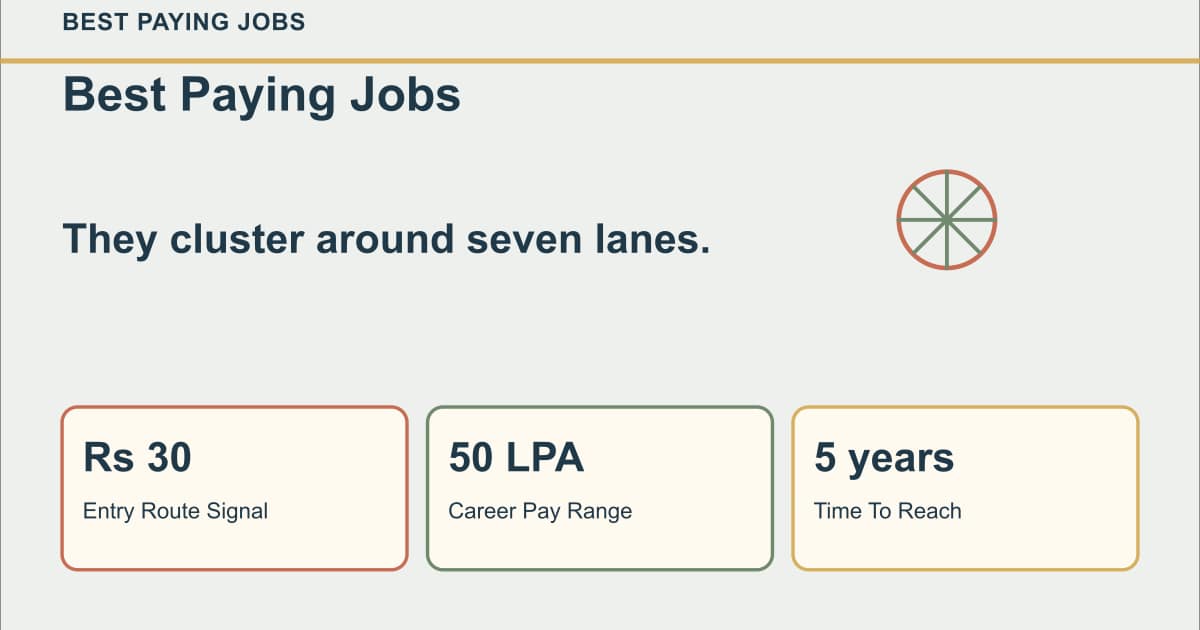 BEST PAYING JOBS
Best Paying Jobs
They cluster around seven lanes.
Rs 30
Entry Route Signal
50 LPA
Career Pay Range
5 years
Time To Reach